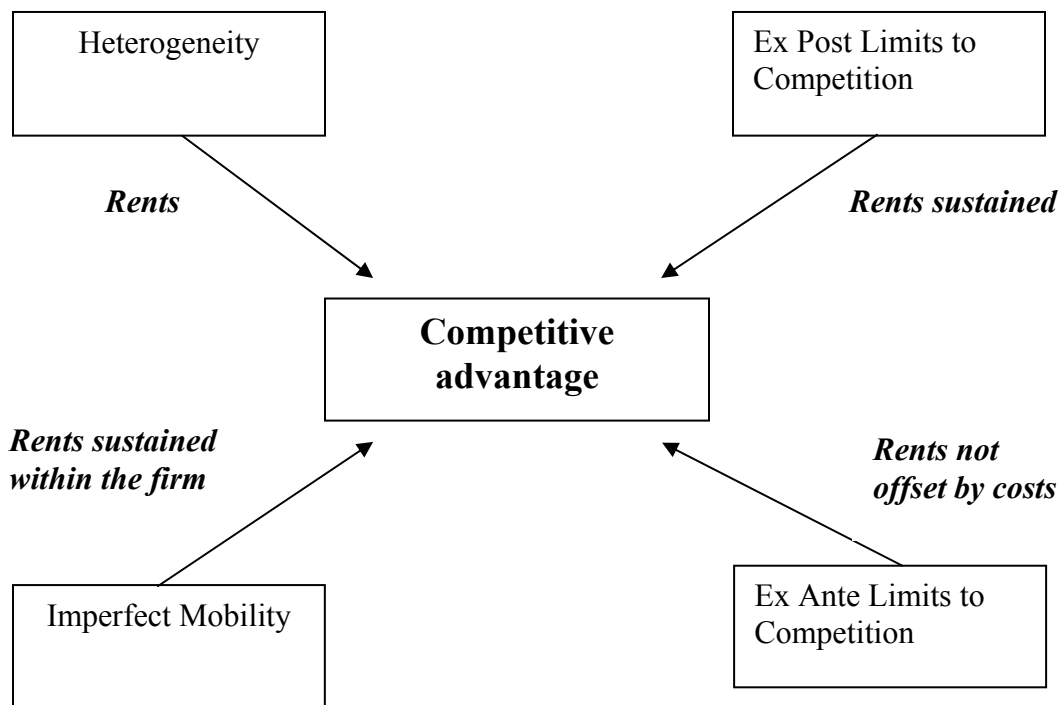 Heterogeneity
Ex Post Limits to
Competition
Rents
Rents sustained
Competitive
advantage
Rents sustained
within the firm
Rents not
offset by costs
Imperfect Mobility
Ex Ante Limits to
Competition